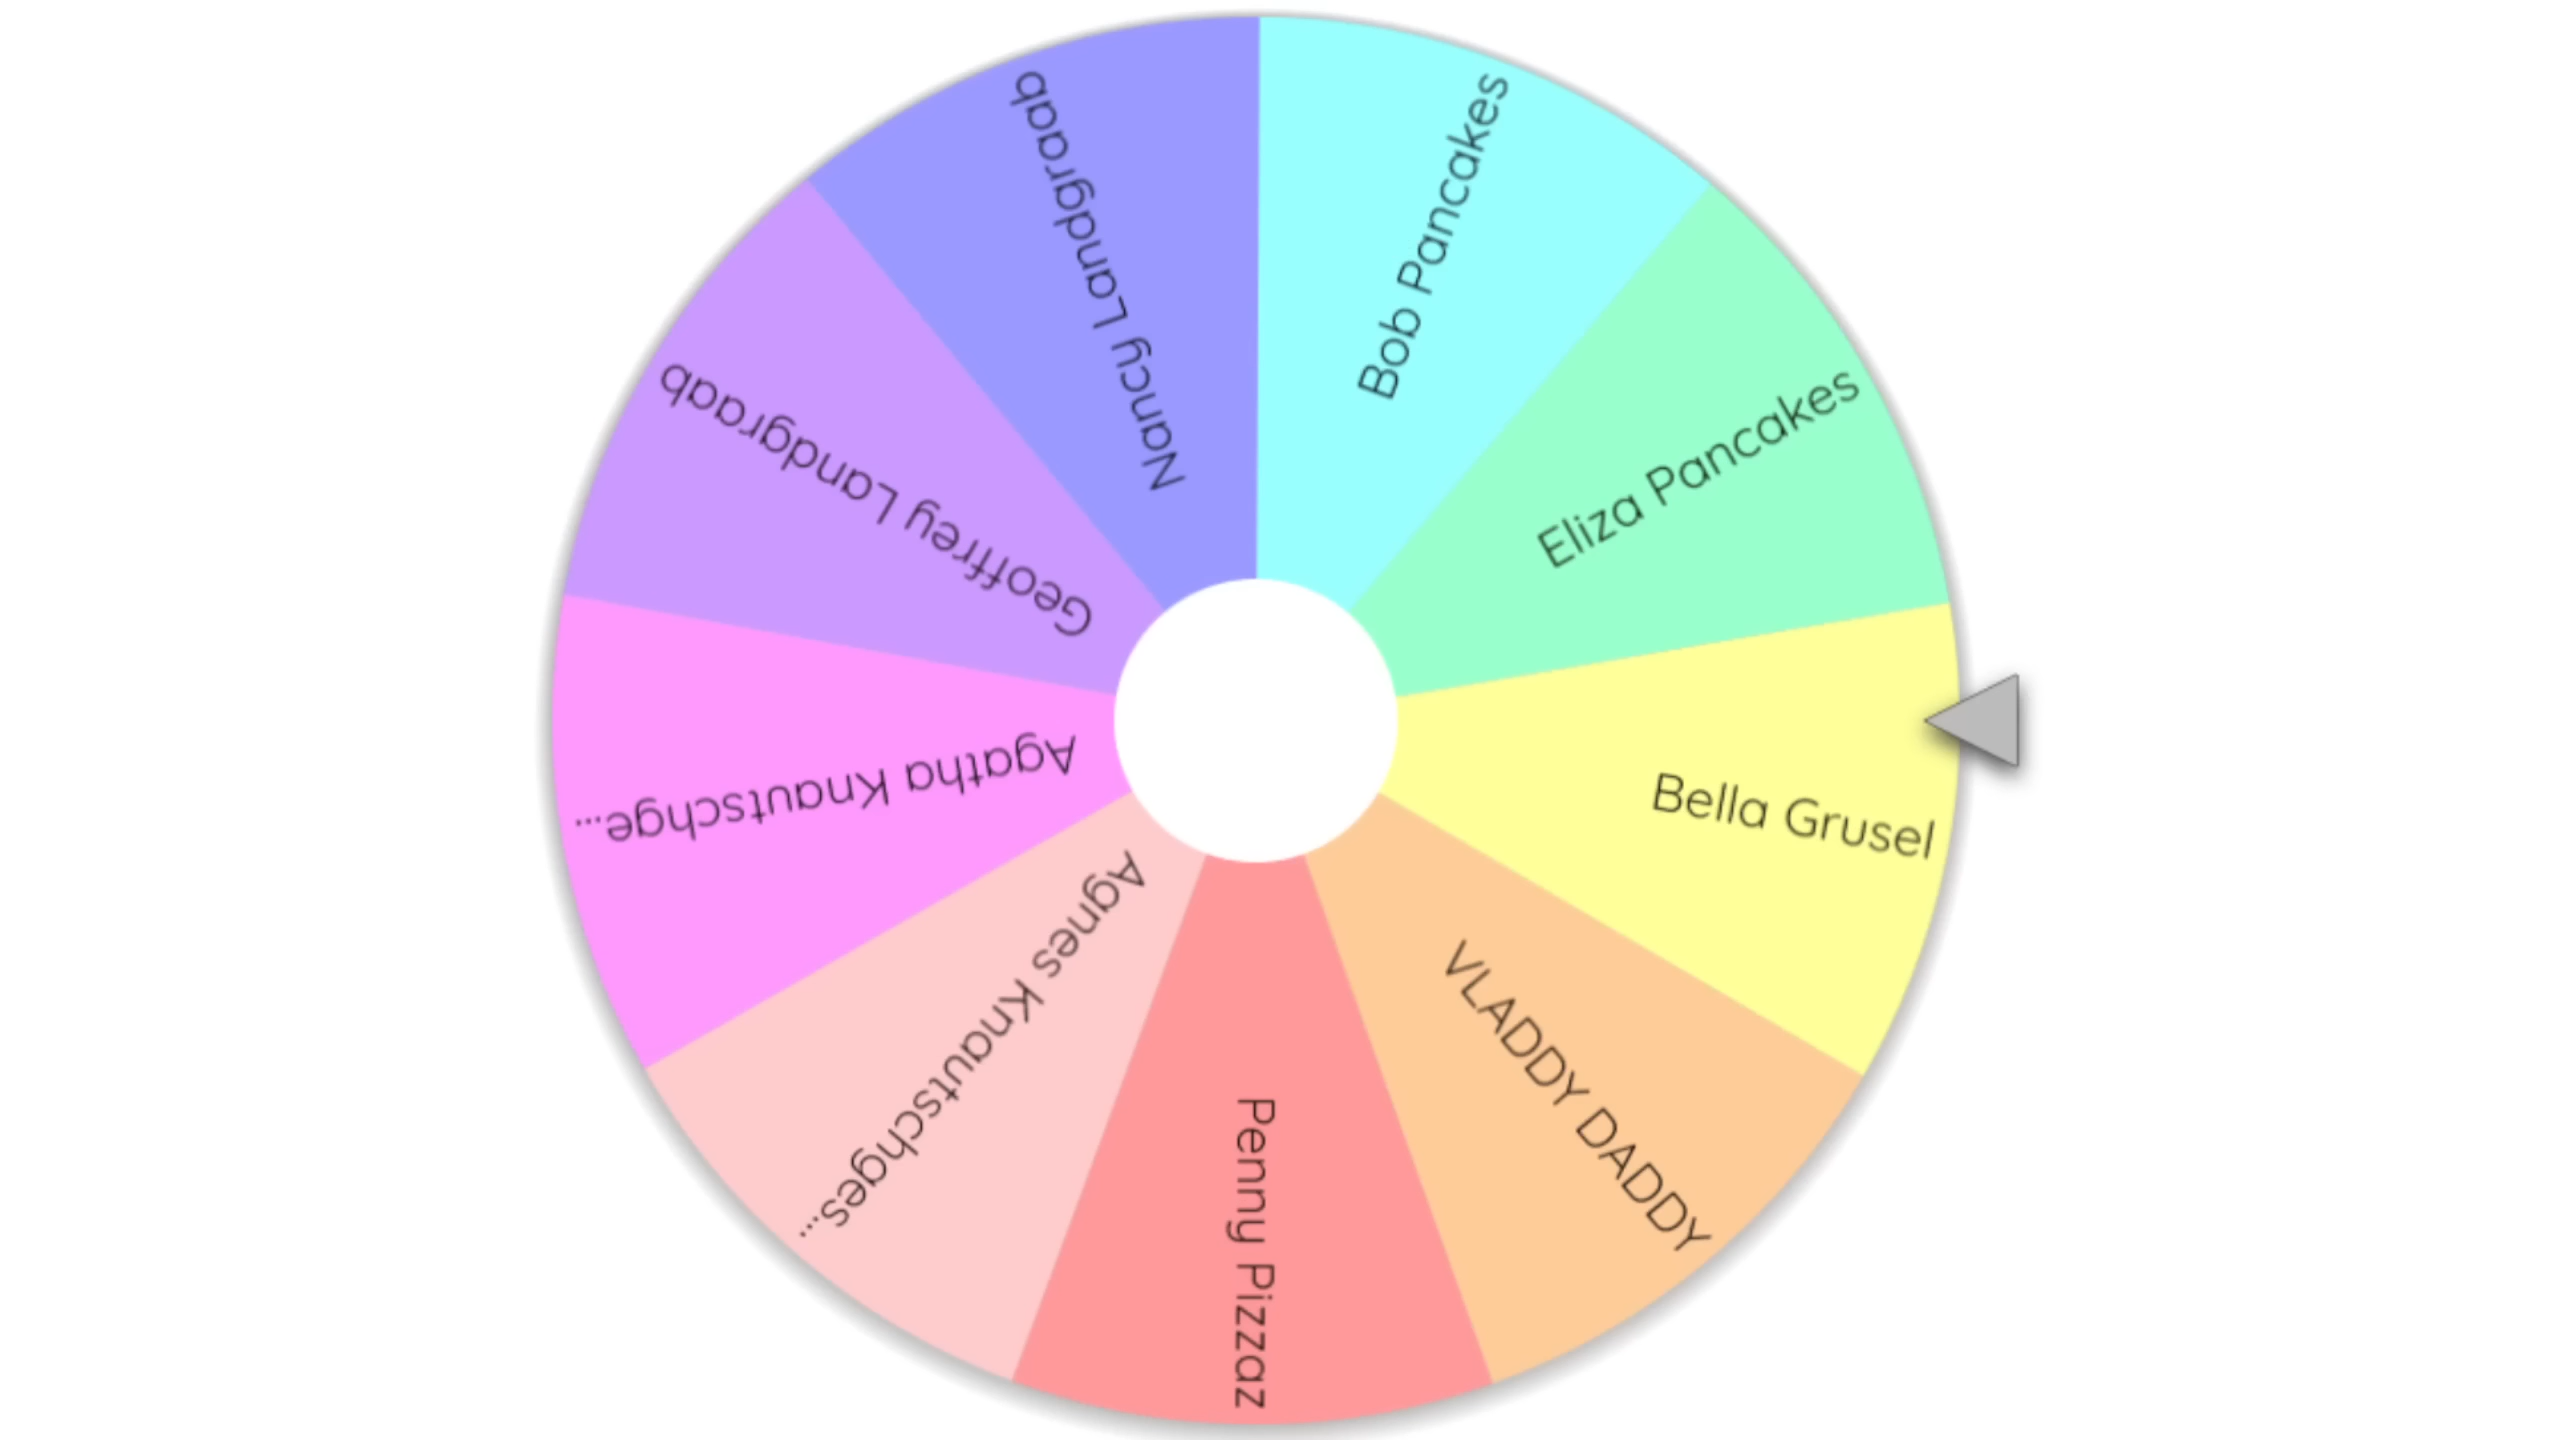 Bob Pancakes
Eliza Pancakes
Bella Grusel
VLADDY DADDY
Penny Pizzaz
Agnes Knautschges...
Agatha Knautschge...
Geoffrey Landgraab
Nancy Landgraab